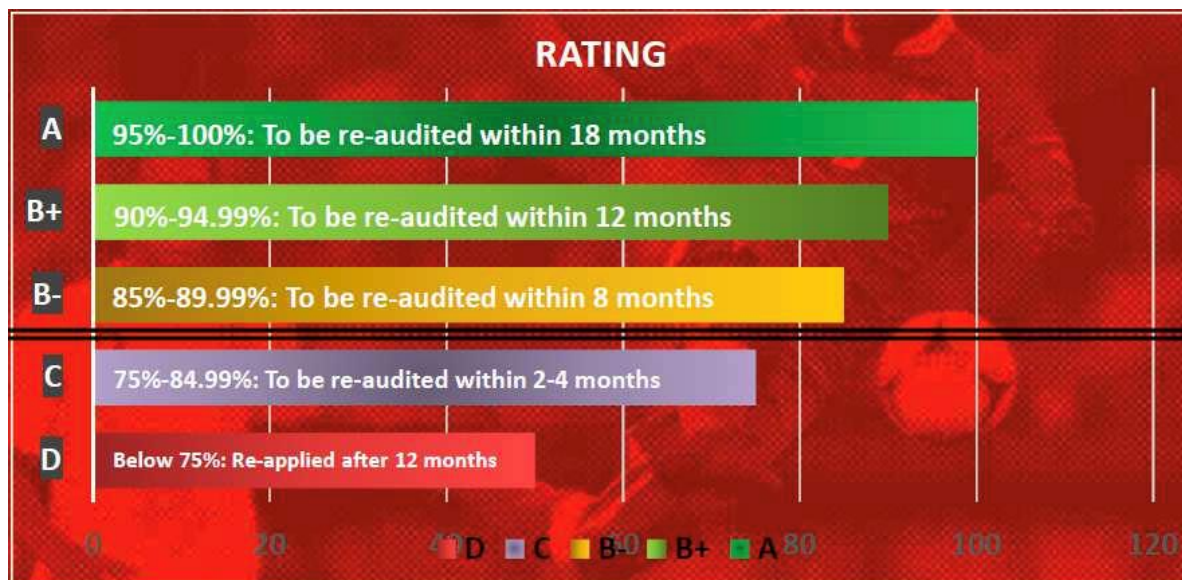 RATING
A
95%-100%: To be re-audited within 18 months
B+
90%-94.99%: To be re-audited within 12 months
B-
85%-89.99%: To be re-audited within 8 months
C
75%-84.99%: To be re-audited within 2-4 months
D
Below 75%: Re-applied after 12 months
0 20 40 60 80 100 120
D C B- B+ A